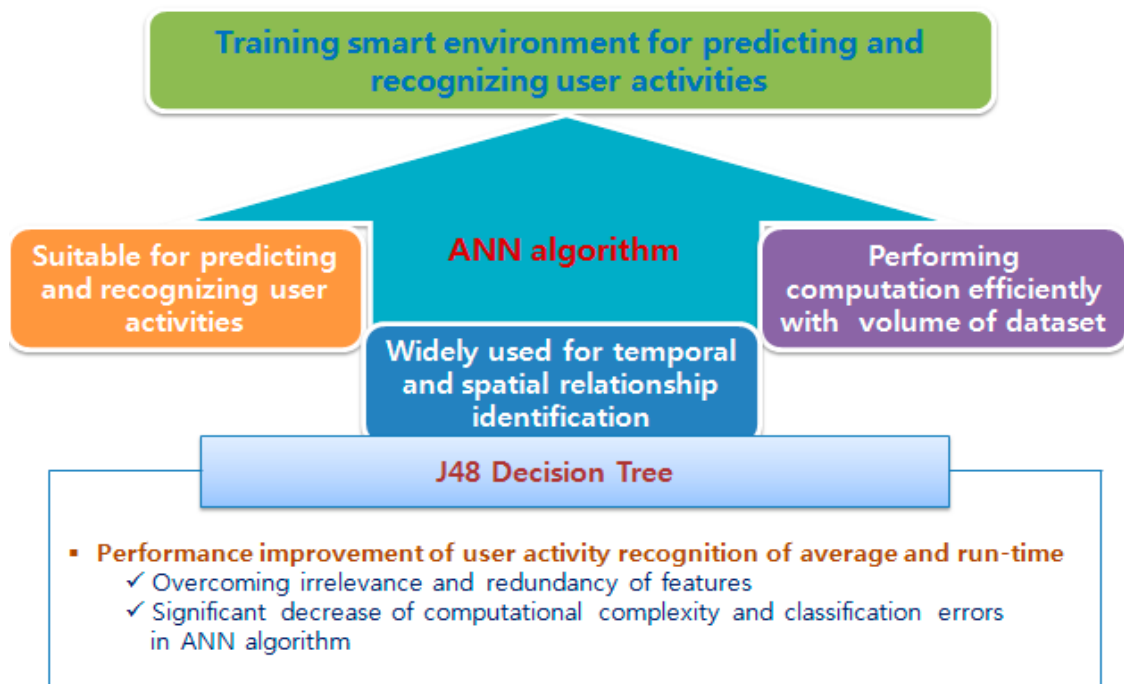 Training smart environment for predicting and
recognizing user activities
ANN algorithm
Suitable for predicting
and recognizing user
activities
Widely used for temporal
and spatial relationship
identification
Performing
computation efficiently
with volume of dataset
J48 Decision Tree
▪ Performance improvement of user activity recognition of average and run-time
✓ Overcoming irrelevance and redundancy of features
✓ Significant decrease of computational complexity and classification errors
in ANN algorithm